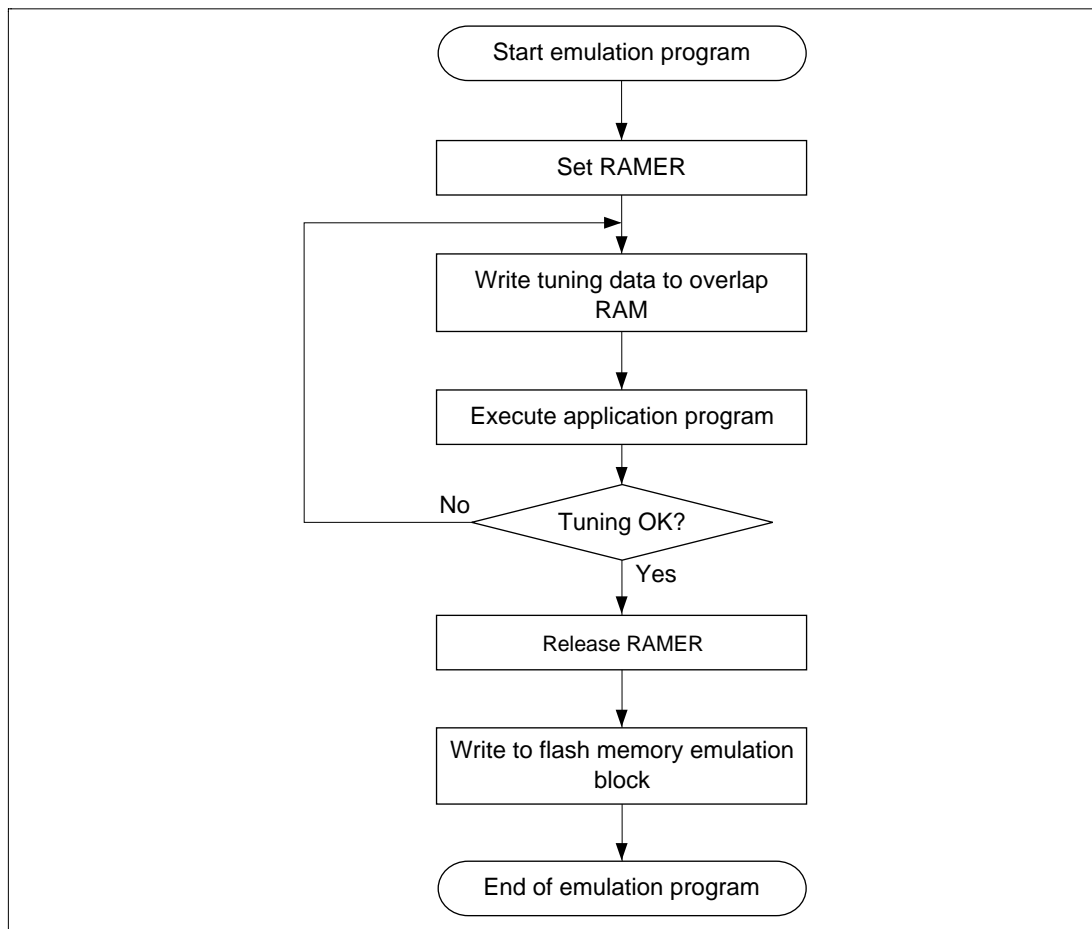 Start emulation program
Set RAMER
Write tuning data to overlap
RAM
Execute application program
No
Tuning OK?
Yes
Release RAMER
Write to flash memory emulation
block
End of emulation program